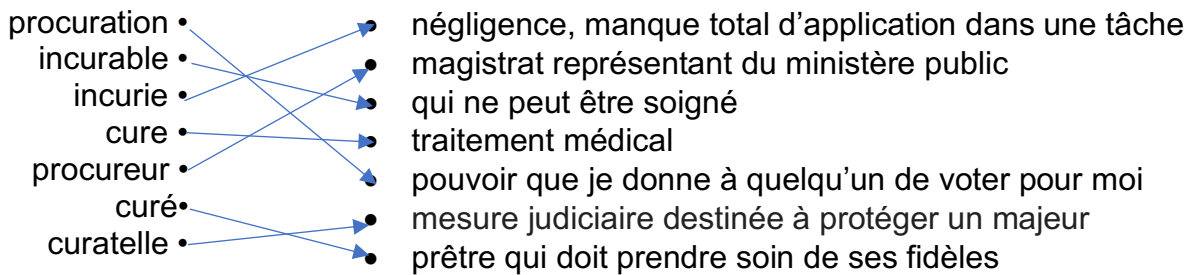 procuration • • négligence, manque total d’application dans une tâche
incurable • • magistrat représentant du ministère public
incurie • • qui ne peut être soigné
cure • • traitement médical
procureur • • pouvoir que je donne à quelqu’un de voter pour moi
curé• • mesure judiciaire destinée à protéger un majeur
curatelle • • prêtre qui doit prendre soin de ses fidèles